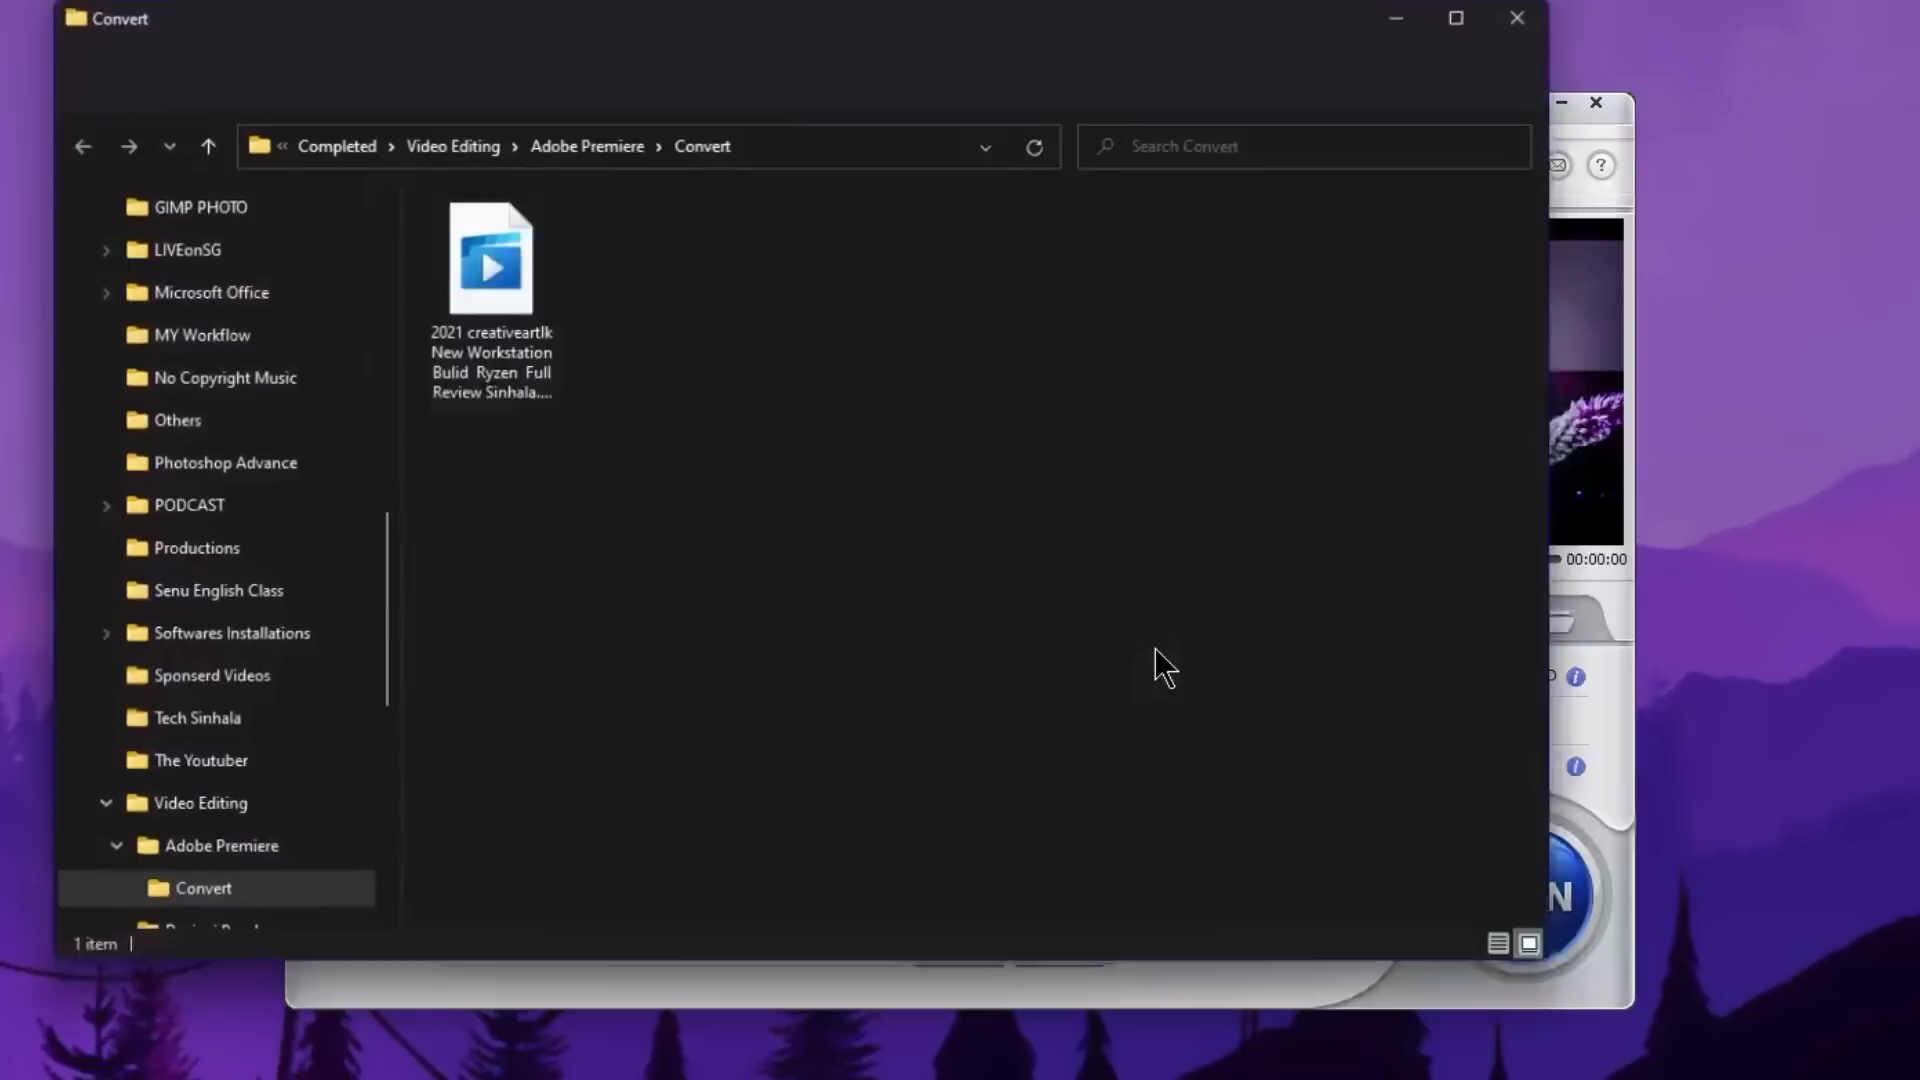 Convert
Completed
Video Editing
Adobe Premiere
Convert
Search Convert
GIMP PHOTO
LIVEonSG
Microsoft Office
MY Workflow
No Copyright Music
Others
Photoshop Advance
PODCAST
Productions
Senu English Class
Softwares Installations
Sponserd Videos
Tech Sinhala
The Youtuber
Video Editing
Adobe Premiere
Convert
1 item
2021 creativeartlk
New Workstation
Bulid Ryzen Full
Review Sinhala....
?
00:00:00
i
i
N